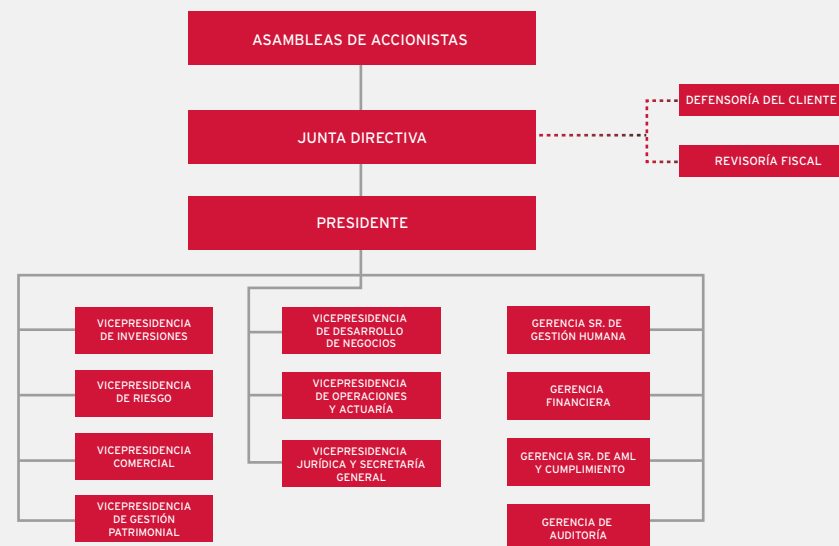 ASAMBLEAS DE ACCIONISTAS
JUNTA DIRECTIVA
DEFENSORÍA DEL CLIENTE
REVISORÍA FISCAL
PRESIDENTE
VICEPRESIDENCIA
DE INVERSIONES
VICEPRESIDENCIA
DE RIESGO
VICEPRESIDENCIA
COMERCIAL
VICEPRESIDENCIA
DE GESTIÓN
PATRIMONIAL
VICEPRESIDENCIA
DE DESARROLLO
DE NEGOCIOS
VICEPRESIDENCIA
DE OPERACIONES
Y ACTUARÍA
VICEPRESIDENCIA
JURÍDICA Y SECRETARÍA
GENERAL
GERENCIA SR. DE
GESTIÓN HUMANA
GERENCIA
FINANCIERA
GERENCIA SR. DE AML
Y CUMPLIMIENTO
GERENCIA DE
AUDITORÍA